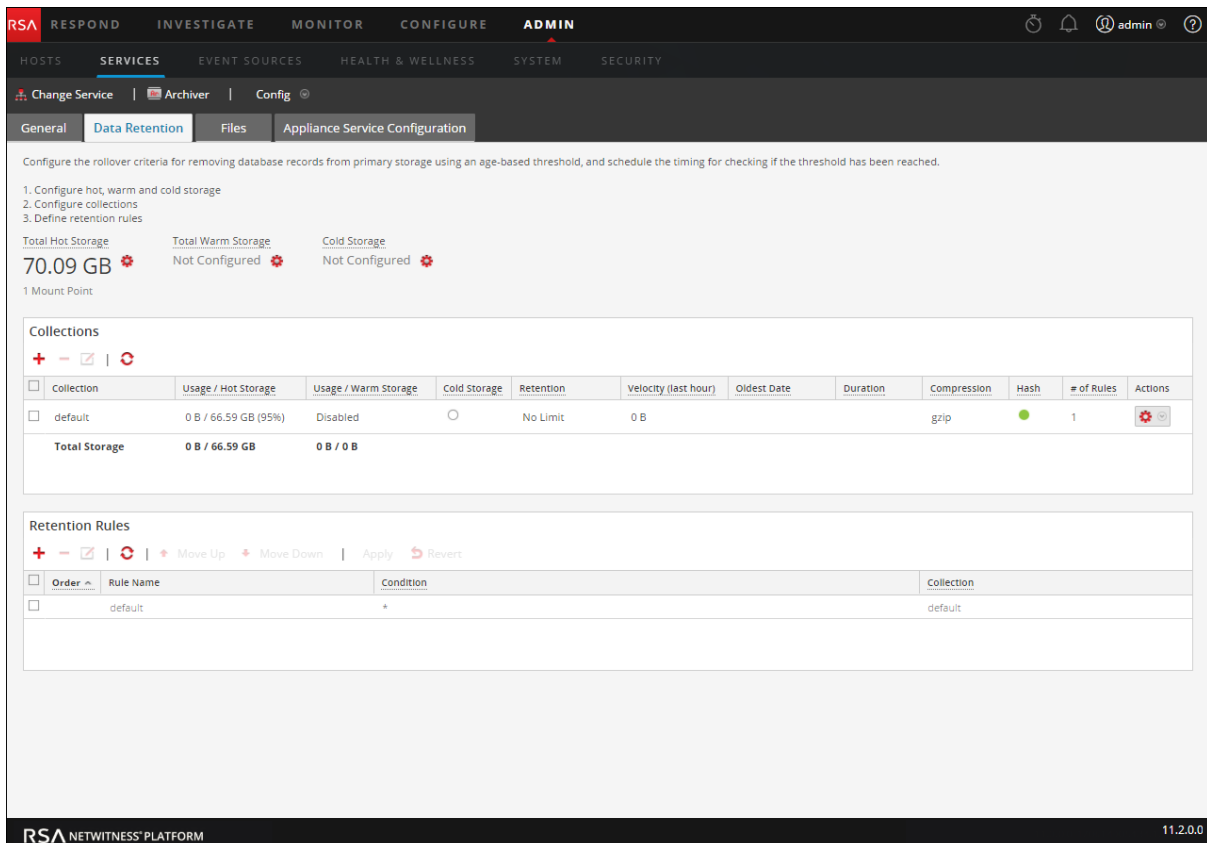 RSA RESPOND INVESTIGATE MONITOR CONFIGURE ADMIN admin ?
HOSTS SERVICES EVENT SOURCES HEALTH & WELLNESS SYSTEM SECURITY
Change Service | Archiver | Config
General Data Retention Files Appliance Service Configuration
Configure the rollover criteria for removing database records from primary storage using an age-based threshold, and schedule the timing for checking if the threshold has been reached.
1. Configure hot, warm and cold storage
2. Configure collections
3. Define retention rules
Total Hot Storage Total Warm Storage Cold Storage
70.09 GB Not Configured Not Configured
1 Mount Point
Collections
Collection Usage / Hot Storage Usage / Warm Storage Cold Storage Retention Velocity (last hour) Oldest Date Duration Compression Hash # of Rules Actions
default 0 B / 66.59 GB (95%) Disabled No Limit 0 B gzip 1
Total Storage 0 B / 66.59 GB 0 B / 0 B
Retention Rules
Move Up Move Down | Apply Revert
Order Rule Name Condition Collection
default * default
RSA NETWITNESS® PLATFORM 11.2.0.0